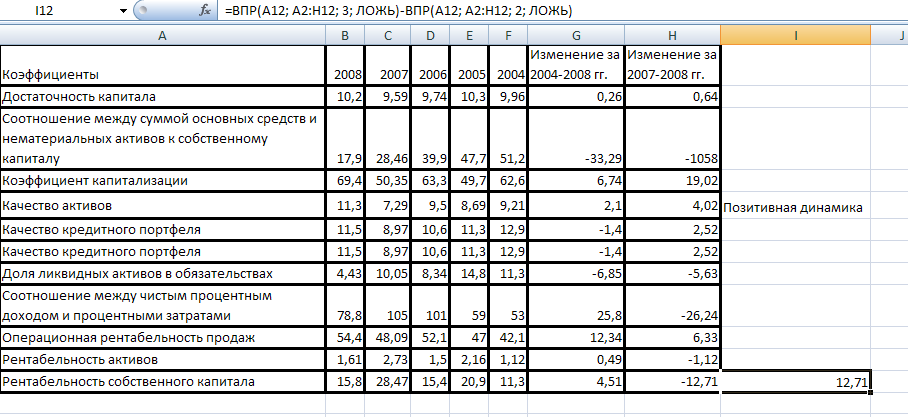 I12 fx =ВПР(A12; A2:H12; 3; ЛОЖЬ)-ВПР(A12; A2:H12; 2; ЛОЖЬ)
A B C D E F G H I J
Изменение за Изменение за
Коэффициенты 2008 2007 2006 2005 2004 2004-2008 гг. 2007-2008 гг.
Достаточность капитала 10,2 9,59 9,74 10,3 9,96 0,26 0,64
Соотношение между суммой основных средств и
нематериальных активов к собственному
капиталу 17,9 28,46 39,9 47,7 51,2 -33,29 -1058
Коэффициент капитализации 69,4 50,35 63,3 49,7 62,6 6,74 19,02
Качество активов 11,3 7,29 9,5 8,69 9,21 2,1 4,02 Позитивная динамика
Качество кредитного портфеля 11,5 8,97 10,6 11,3 12,9 -1,4 2,52
Качество кредитного портфеля 11,5 8,97 10,6 11,3 12,9 -1,4 2,52
Доля ликвидных активов в обязательствах 4,43 10,05 8,34 14,8 11,3 -6,85 -5,63
Соотношение между чистым процентным
доходом и процентными затратами 78,8 105 101 59 53 25,8 -26,24
Операционная рентабельность продаж 54,4 48,09 52,1 47 42,1 12,34 6,33
Рентабельность активов 1,61 2,73 1,5 2,16 1,12 0,49 -1,12
Рентабельность собственного капитала 15,8 28,47 15,4 20,9 11,3 4,51 -12,71 12,71